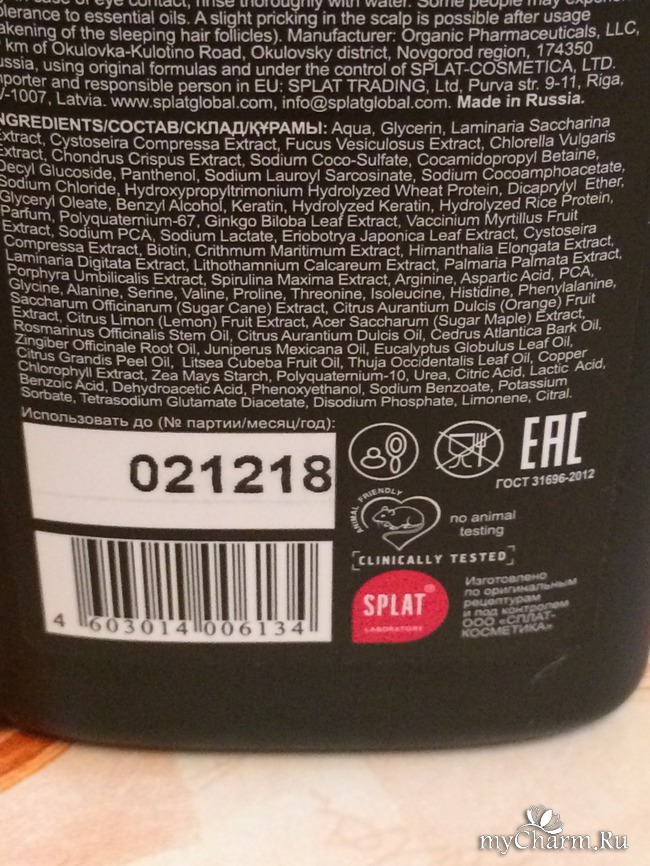 in case of eye contact, rinse thoroughly with water. Some people may
tolerance to essential oils. A slight pricking in the scalp is possible after usage
of the sleeping hair follicles). Manufacturer: Organic Pharmaceuticals, LLC,
km of Okulovka-Kulotino Road, Okulovsky district, Novgorod region, 174350
using original formulas and under the control of SPLAT-COSMETICA, LTD.
and responsible person in EU: SPLAT TRADING, Ltd, Purva str. 9-11, Riga,
-1007, Latvia. www.splatglobal.com, info@splatglobal.com. Made in Russia.
NGREDIENTS/СОСТАВ/СКЛАД/ҚҰРАМЫ: Aqua, Glycerin, Laminaria Saccharina
Extract, Cystoseira Compressa Extract, Fucus Vesiculosus Extract, Chlorella Vulgaris
Extract, Chondrus Crispus Extract, Sodium Coco-Sulfate, Cocamidopropyl Betaine,
Decyl Glucoside, Panthenol, Sodium Lauroyl Sarcosinate, Sodium Cocoamphoacetate,
Sodium Chloride, Hydroxypropyltrimonium Hydrolyzed Wheat Protein, Dicaprylyl Ether,
Glyceryl Oleate, Benzyl Alcohol, Keratin, Hydrolyzed Keratin, Hydrolyzed Rice Protein,
Parfum, Polyquaternium-67, Ginkgo Biloba Leaf Extract, Vaccinium Myrtillus Fruit
Extract, Sodium PCA, Sodium Lactate, Eriobotrya Japonica Leaf Extract, Cystoseira
Compressa Extract, Biotin, Crithmum Maritimum Extract, Himanthalia Elongata Extract,
Laminaria Digitata Extract, Lithothamnium Calcareum Extract, Palmaria Palmata Extract,
Porphyra Umbilicalis Extract, Spirulina Maxima Extract, Arginine, Aspartic Acid, PCA,
Glycine, Alanine, Serine, Valine, Proline, Threonine, Isoleucine, Histidine, Phenylalanine,
Saccharum Officinarum (Sugar Cane) Extract, Citrus Aurantium Dulcis (Orange) Fruit
Extract, Citrus Limon (Lemon) Fruit Extract, Acer Saccharum (Sugar Maple) Extract,
Rosmarinus Officinalis Stem Oil, Citrus Aurantium Dulcis Oil, Cedrus Atlantica Bark Oil,
Zingiber Officinale Root Oil, Juniperus Mexicana Oil, Eucalyptus Globulus Leaf Oil,
Citrus Grandis Peel Oil, Litsea Cubeba Fruit Oil, Thuja Occidentalis Leaf Oil, Copper
Chlorophyll Extract, Zea Mays Starch, Polyquaternium-10, Urea, Citric Acid, Lactic Acid,
Benzoic Acid, Dehydroacetic Acid, Phenoxyethanol, Sodium Benzoate, Potassium
Sorbate, Tetrasodium Glutamate Diacetate, Disodium Phosphate, Limonene, Citral.
Использовать до (№ партии/месяц/год):
021218
EAC
ГОСТ 31696-2012
ANIMAL FRIENDLY
no animal
testing
CLINICALLY TESTED
SPLAT®
LABORATORY
Изготовлено
по оригинальным
рецептурам
и под контролем
ООО «СПЛАТ-
КОСМЕТИКА»
4 603014 006134
myCharm.Ru